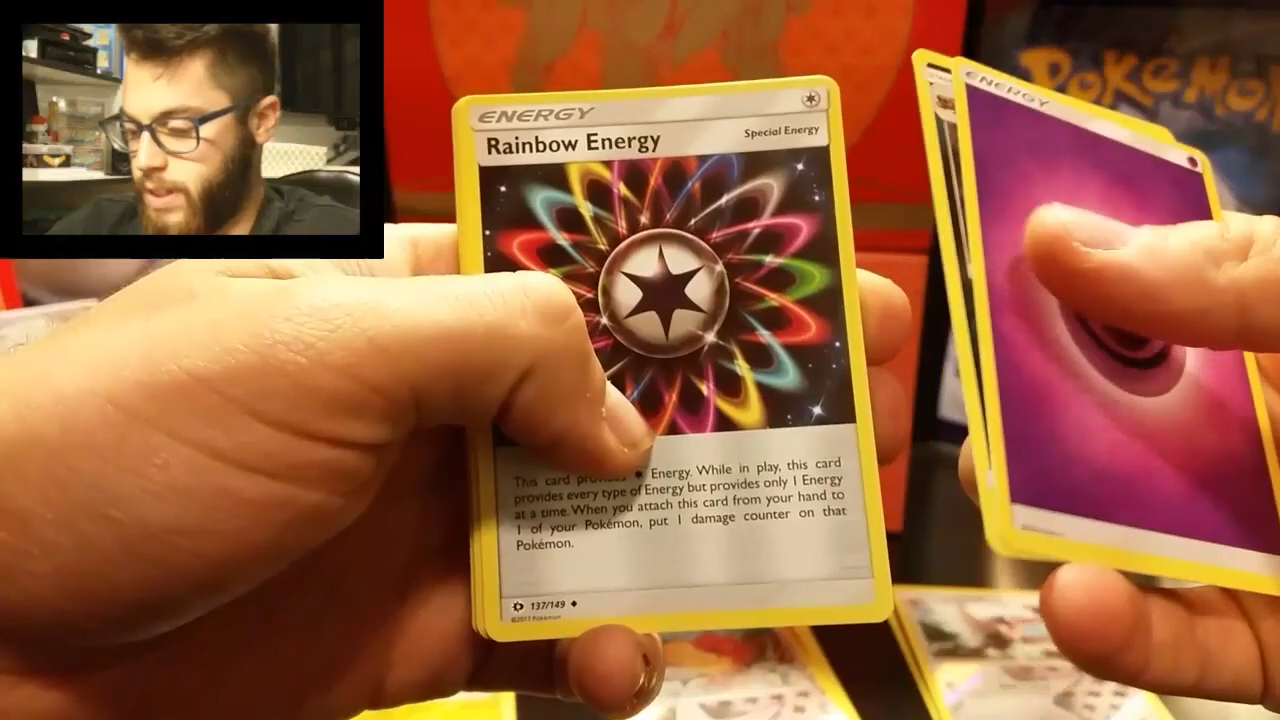 ENERGY
Rainbow Energy
Special Energy
This card Energy. While in play, this card
provides every type of Energy but provides only 1 Energy
at a time. When you attach this card from your hand to
1 of your Pokémon, put 1 damage counter on that
Pokémon.
137/149
©2017 Pokémon
ENERGY
POKéMON